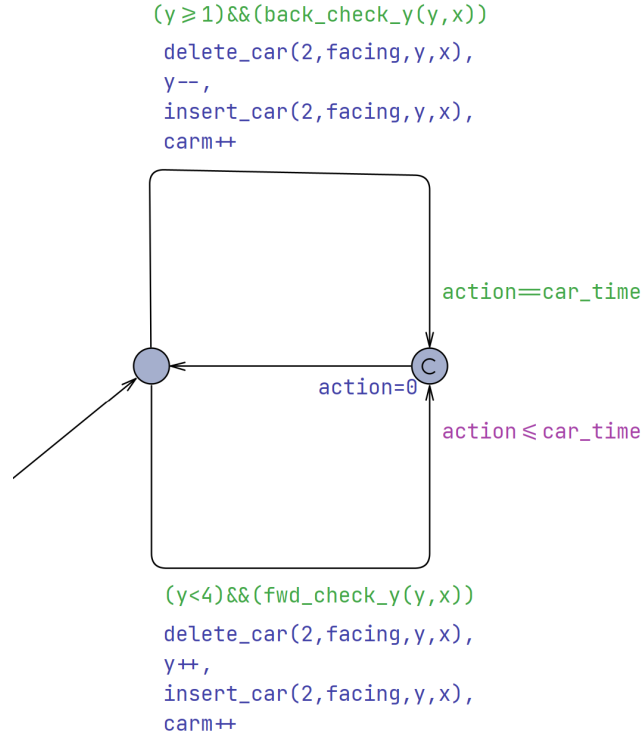 (y⩾1)&&(back_check_y(y,x))
delete_car(2,facing,y,x),
y--,
insert_car(2,facing,y,x),
carm++
action==car_time
C
action=0
action⩽car_time
(y<4)&&(fwd_check_y(y,x))
delete_car(2,facing,y,x),
y++,
insert_car(2,facing,y,x),
carm++